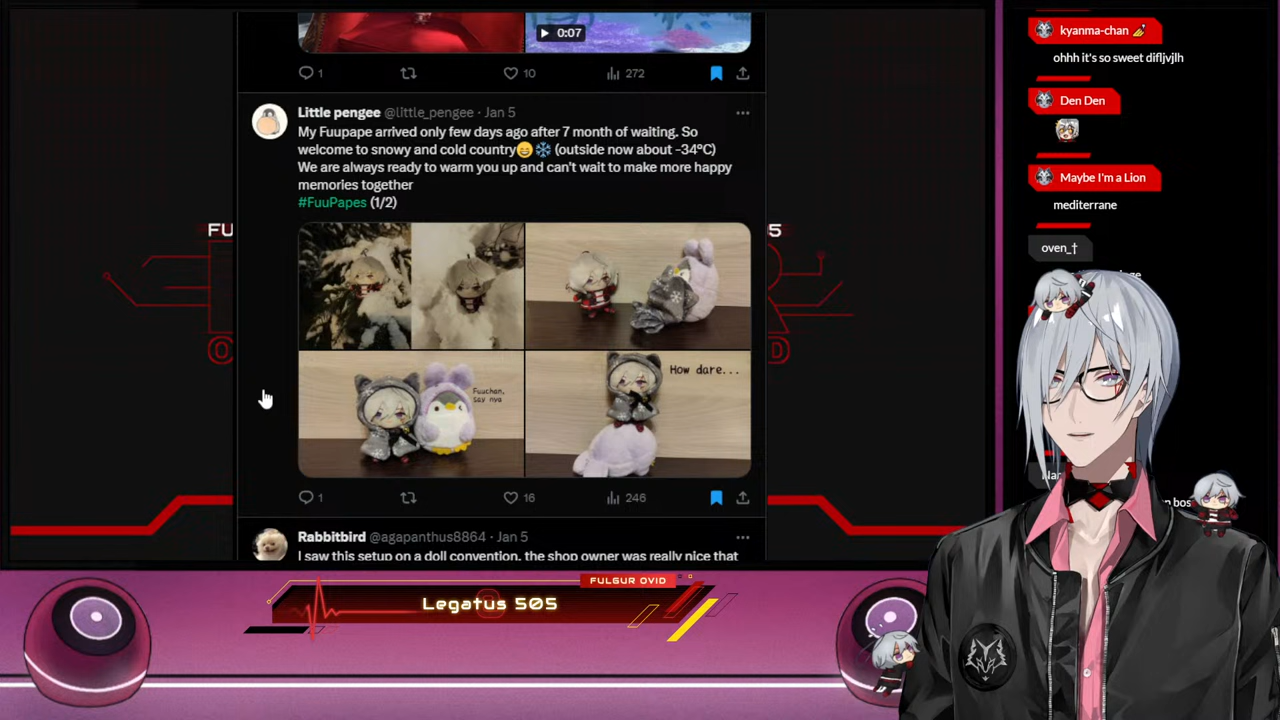 0:07
1
10
272
Little pengee @little_pengee · Jan 5
My Fuupape arrived only few days ago after 7 month of waiting. So
welcome to snowy and cold country😁❄️ (outside now about -34°C)
We are always ready to warm you up and can't wait to make more happy
memories together
#FuuPapes (1/2)
Fuuchan,
say nya
How dare...
1
16
246
Rabbitbird @agapanthus8864 · Jan 5
I saw this setup on a doll convention, the shop owner was really nice that
FU
5
FULGUR OVID
Legatus 505
kyanma-chan
ohhh it's so sweet difljvjlh
Den Den
Maybe I'm a Lion
mediterrane
oven_†